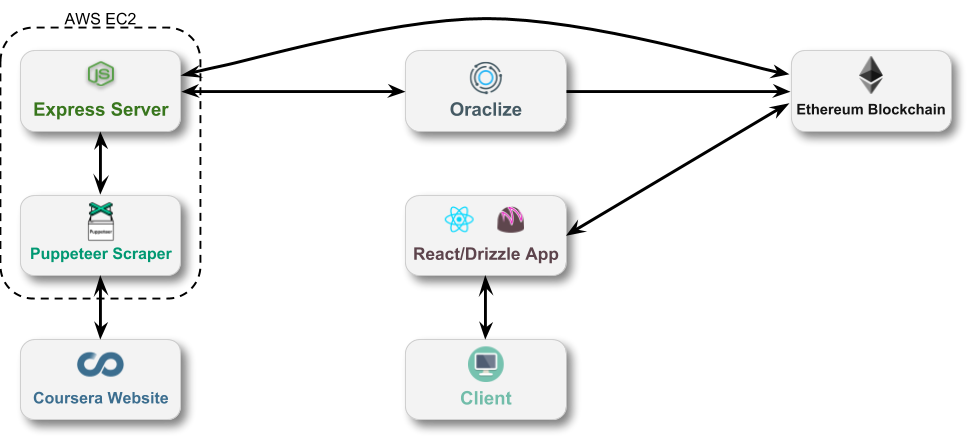 AWS EC2
JS
Express Server
Oraclize
Ethereum Blockchain
Puppeteer
Puppeteer Scraper
React/Drizzle App
Coursera Website
Client